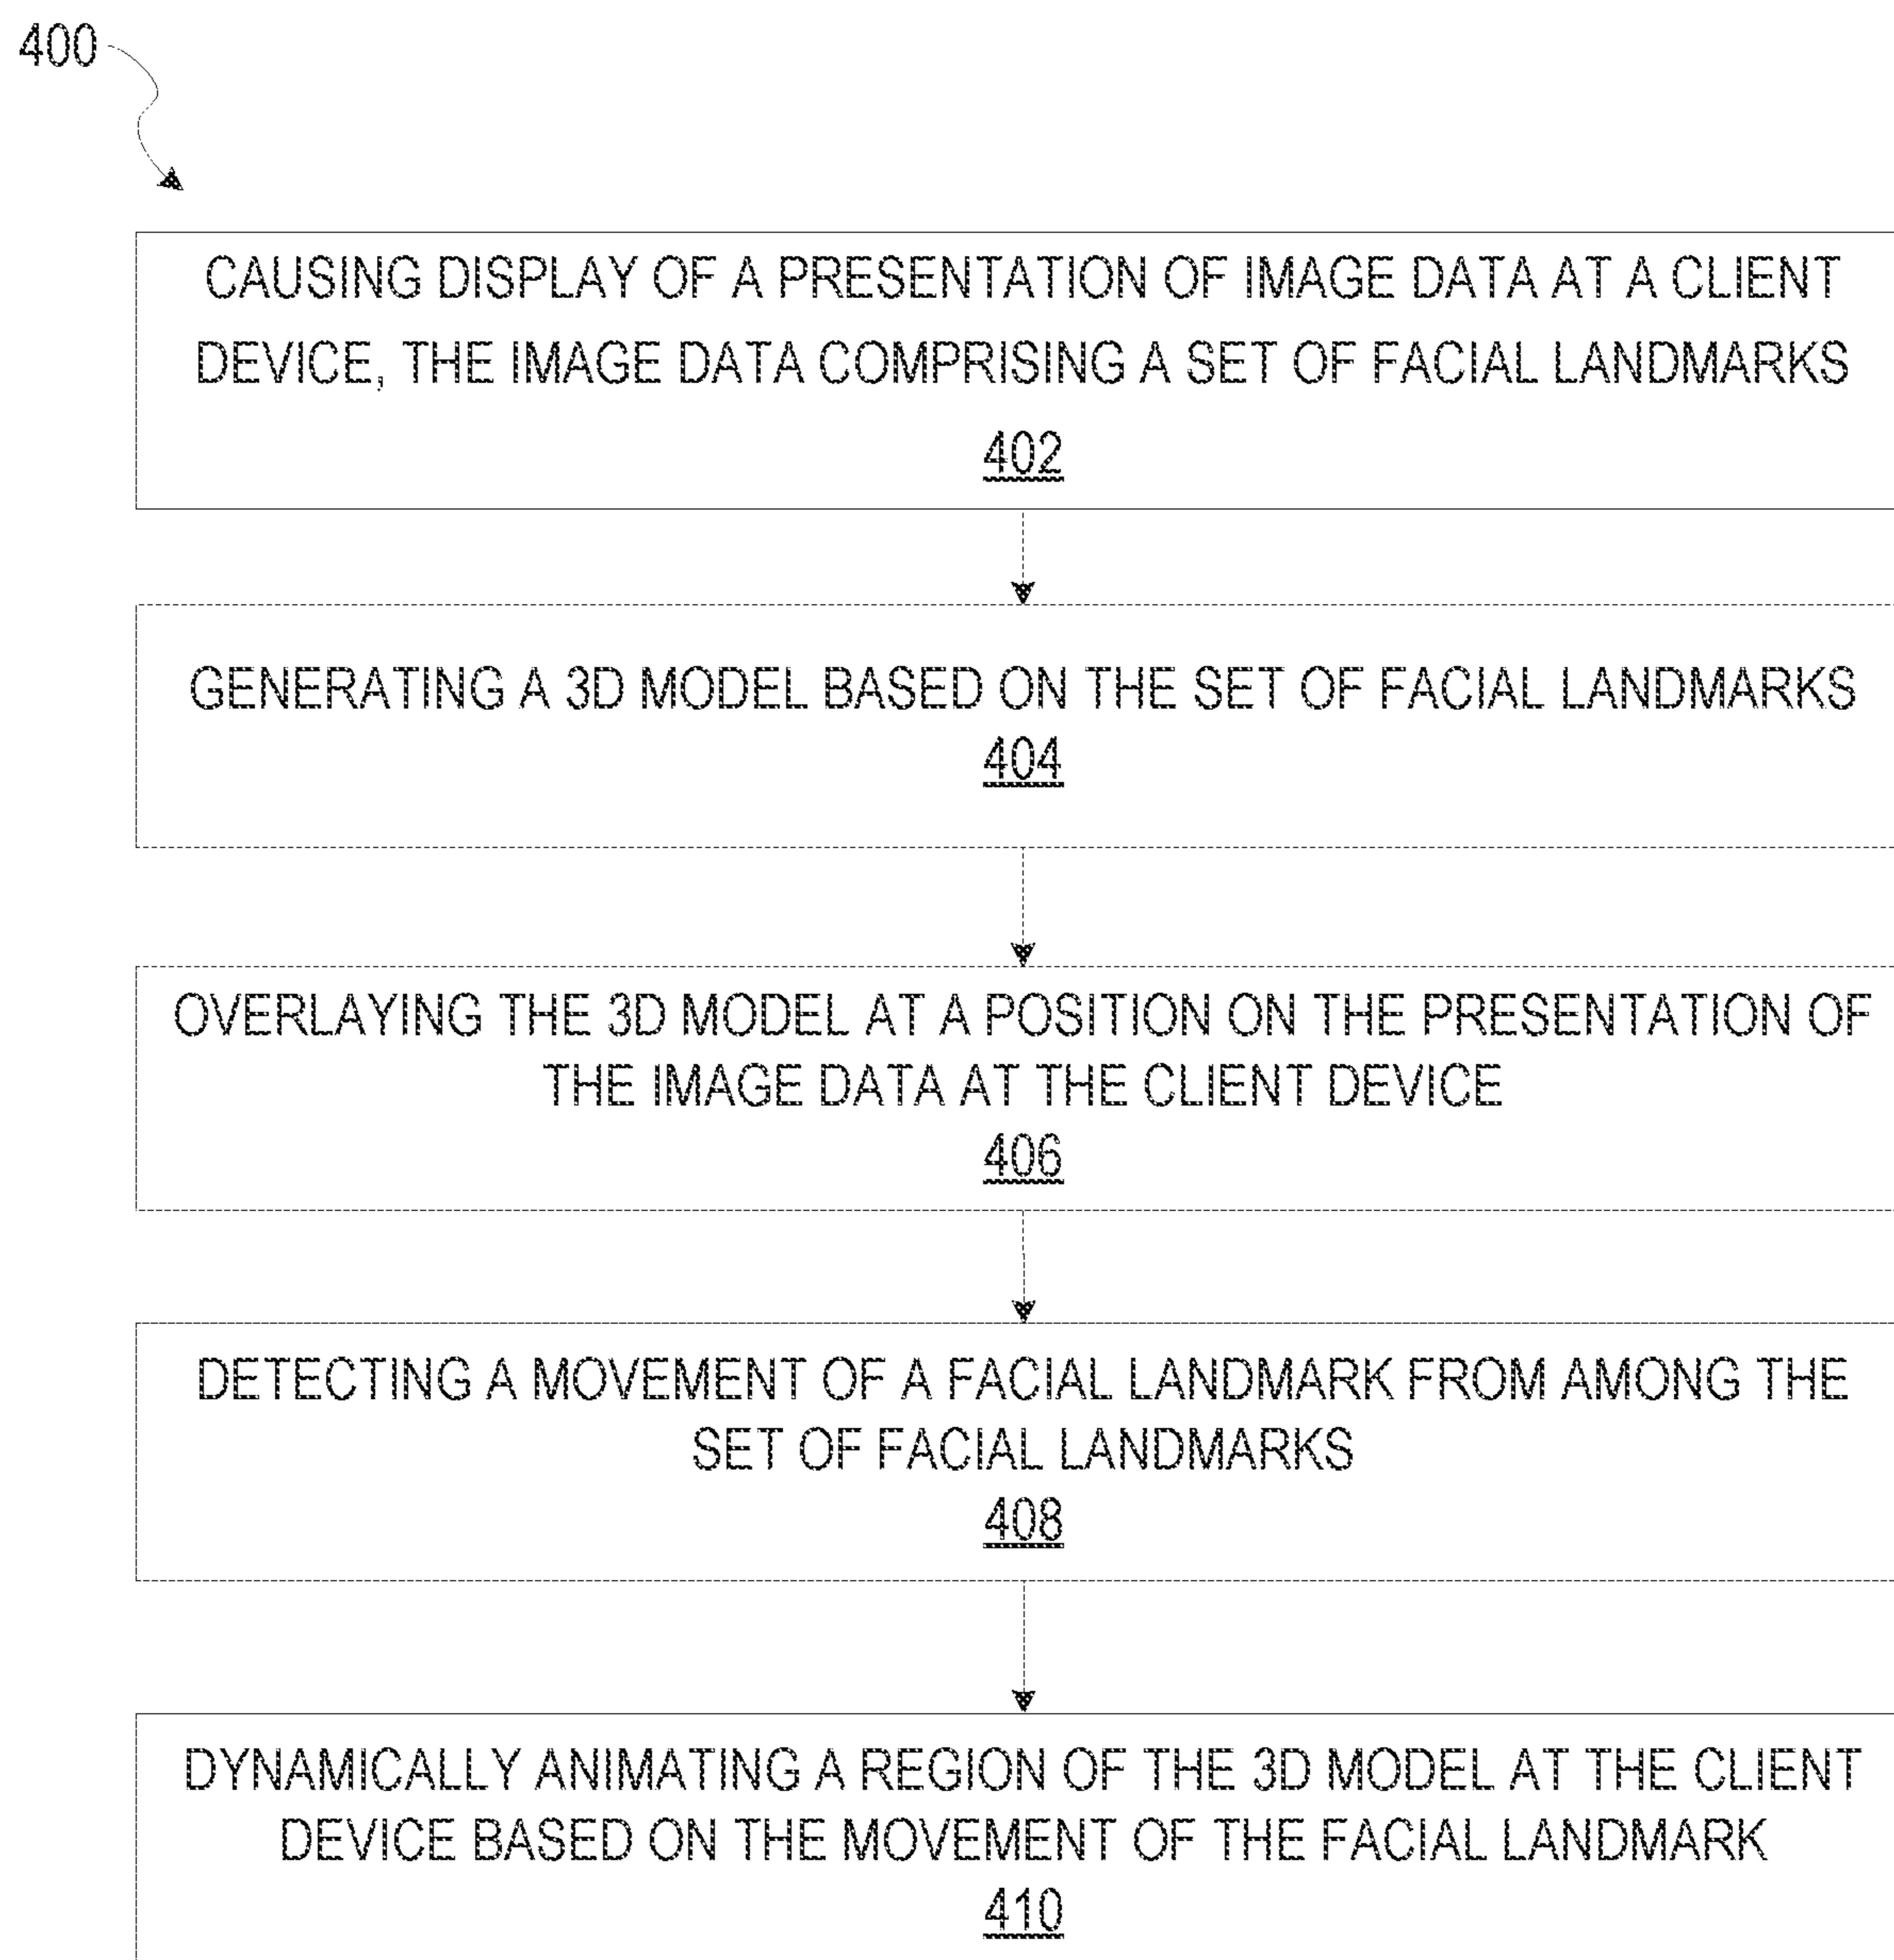 400
CAUSING DISPLAY OF A PRESENTATION OF IMAGE DATA AT A CLIENT
DEVICE, THE IMAGE DATA COMPRISING A SET OF FACIAL LANDMARKS
402
GENERATING A 3D MODEL BASED ON THE SET OF FACIAL LANDMARKS
404
OVERLAYING THE 3D MODEL AT A POSITION ON THE PRESENTATION OF
THE IMAGE DATA AT THE CLIENT DEVICE
406
DETECTING A MOVEMENT OF A FACIAL LANDMARK FROM AMONG THE
SET OF FACIAL LANDMARKS
408
DYNAMICALLY ANIMATING A REGION OF THE 3D MODEL AT THE CLIENT
DEVICE BASED ON THE MOVEMENT OF THE FACIAL LANDMARK
410